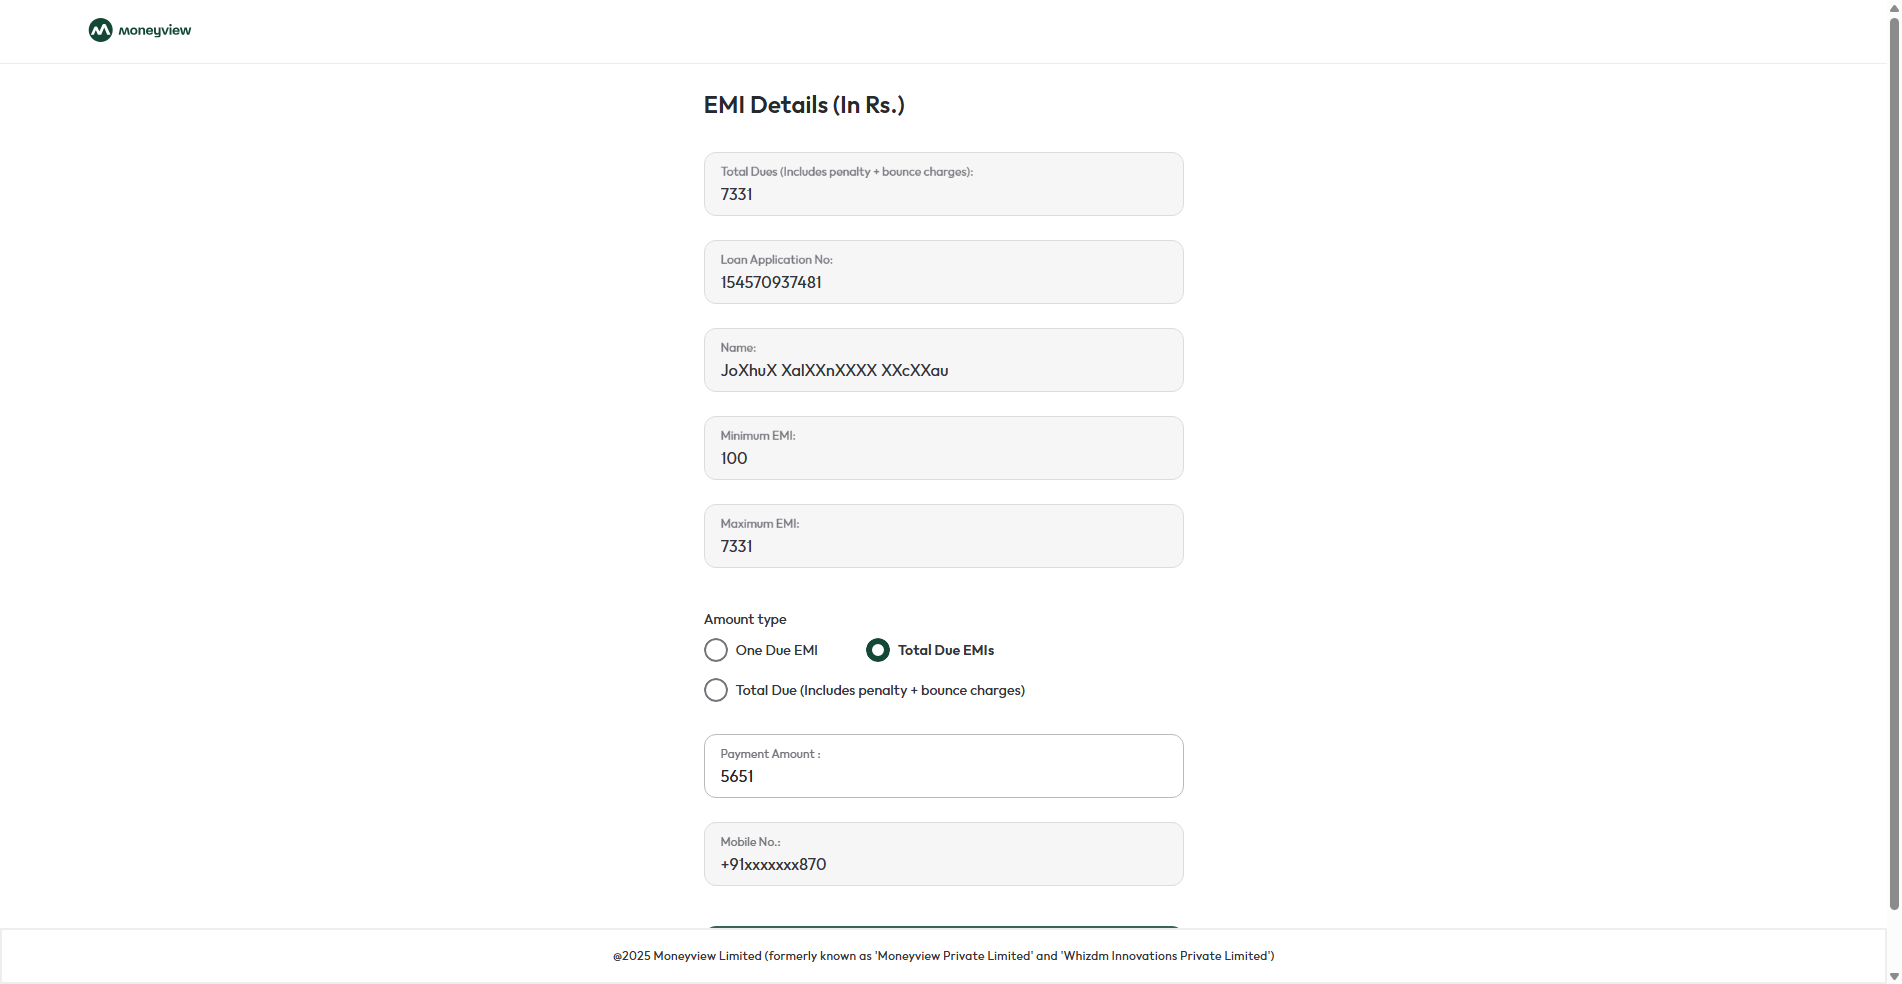 moneyview
EMI Details (In Rs.)
Total Dues (Includes penalty + bounce charges):
7331
Loan Application No:
154570937481
Name:
JoXhuX XalXXnXXXX XXcXXau
Minimum EMI:
100
Maximum EMI:
7331
Amount type
One Due EMI
Total Due EMIs
Total Due (Includes penalty + bounce charges)
Payment Amount :
5651
Mobile No.:
+91xxxxxxx870
@2025 Moneyview Limited (formerly known as 'Moneyview Private Limited' and 'Whizdm Innovations Private Limited')